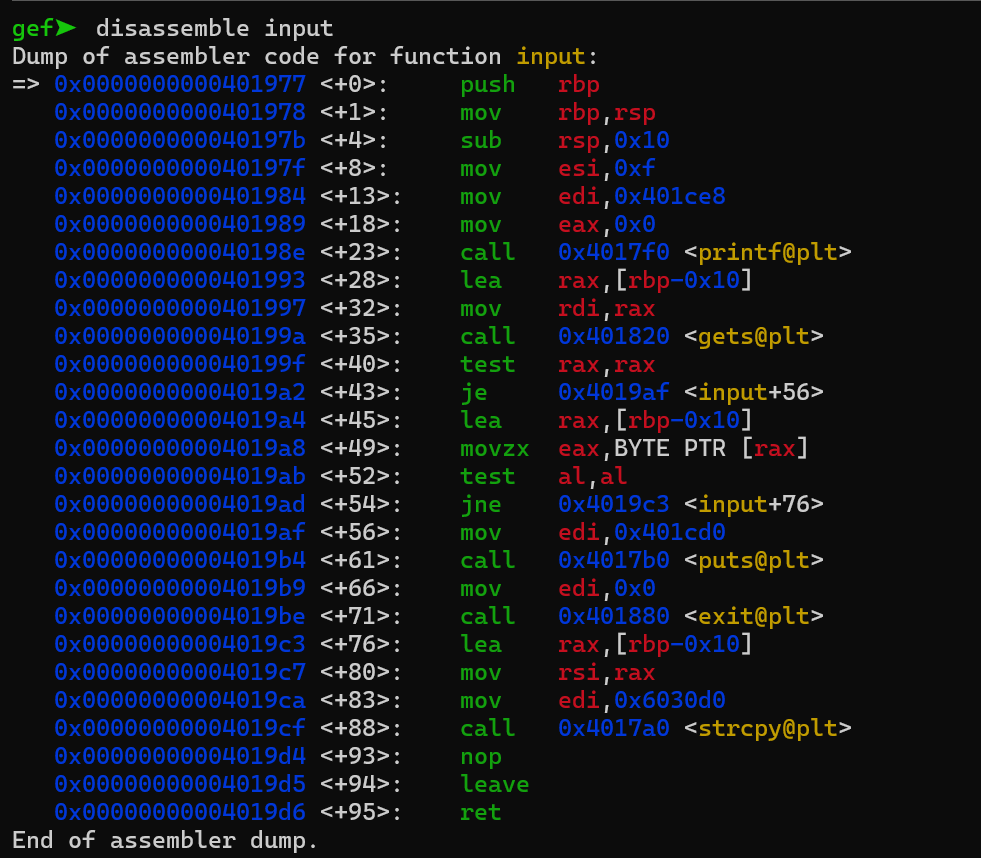 gef➤  disassemble input
Dump of assembler code for function input:
=> 0x0000000000401977 <+0>:     push   rbp
   0x0000000000401978 <+1>:     mov    rbp,rsp
   0x000000000040197b <+4>:     sub    rsp,0x10
   0x000000000040197f <+8>:     mov    esi,0xf
   0x0000000000401984 <+13>:    mov    edi,0x401ce8
   0x0000000000401989 <+18>:    mov    eax,0x0
   0x000000000040198e <+23>:    call   0x4017f0 <printf@plt>
   0x0000000000401993 <+28>:    lea    rax,[rbp-0x10]
   0x0000000000401997 <+32>:    mov    rdi,rax
   0x000000000040199a <+35>:    call   0x401820 <gets@plt>
   0x000000000040199f <+40>:    test   rax,rax
   0x00000000004019a2 <+43>:    je     0x4019af <input+56>
   0x00000000004019a4 <+45>:    lea    rax,[rbp-0x10]
   0x00000000004019a8 <+49>:    movzx  eax,BYTE PTR [rax]
   0x00000000004019ab <+52>:    test   al,al
   0x00000000004019ad <+54>:    jne    0x4019c3 <input+76>
   0x00000000004019af <+56>:    mov    edi,0x401cd0
   0x00000000004019b4 <+61>:    call   0x4017b0 <puts@plt>
   0x00000000004019b9 <+66>:    mov    edi,0x0
   0x00000000004019be <+71>:    call   0x401880 <exit@plt>
   0x00000000004019c3 <+76>:    lea    rax,[rbp-0x10]
   0x00000000004019c7 <+80>:    mov    rsi,rax
   0x00000000004019ca <+83>:    mov    edi,0x6030d0
   0x00000000004019cf <+88>:    call   0x4017a0 <strcpy@plt>
   0x00000000004019d4 <+93>:    nop
   0x00000000004019d5 <+94>:    leave
   0x00000000004019d6 <+95>:    ret
End of assembler dump.